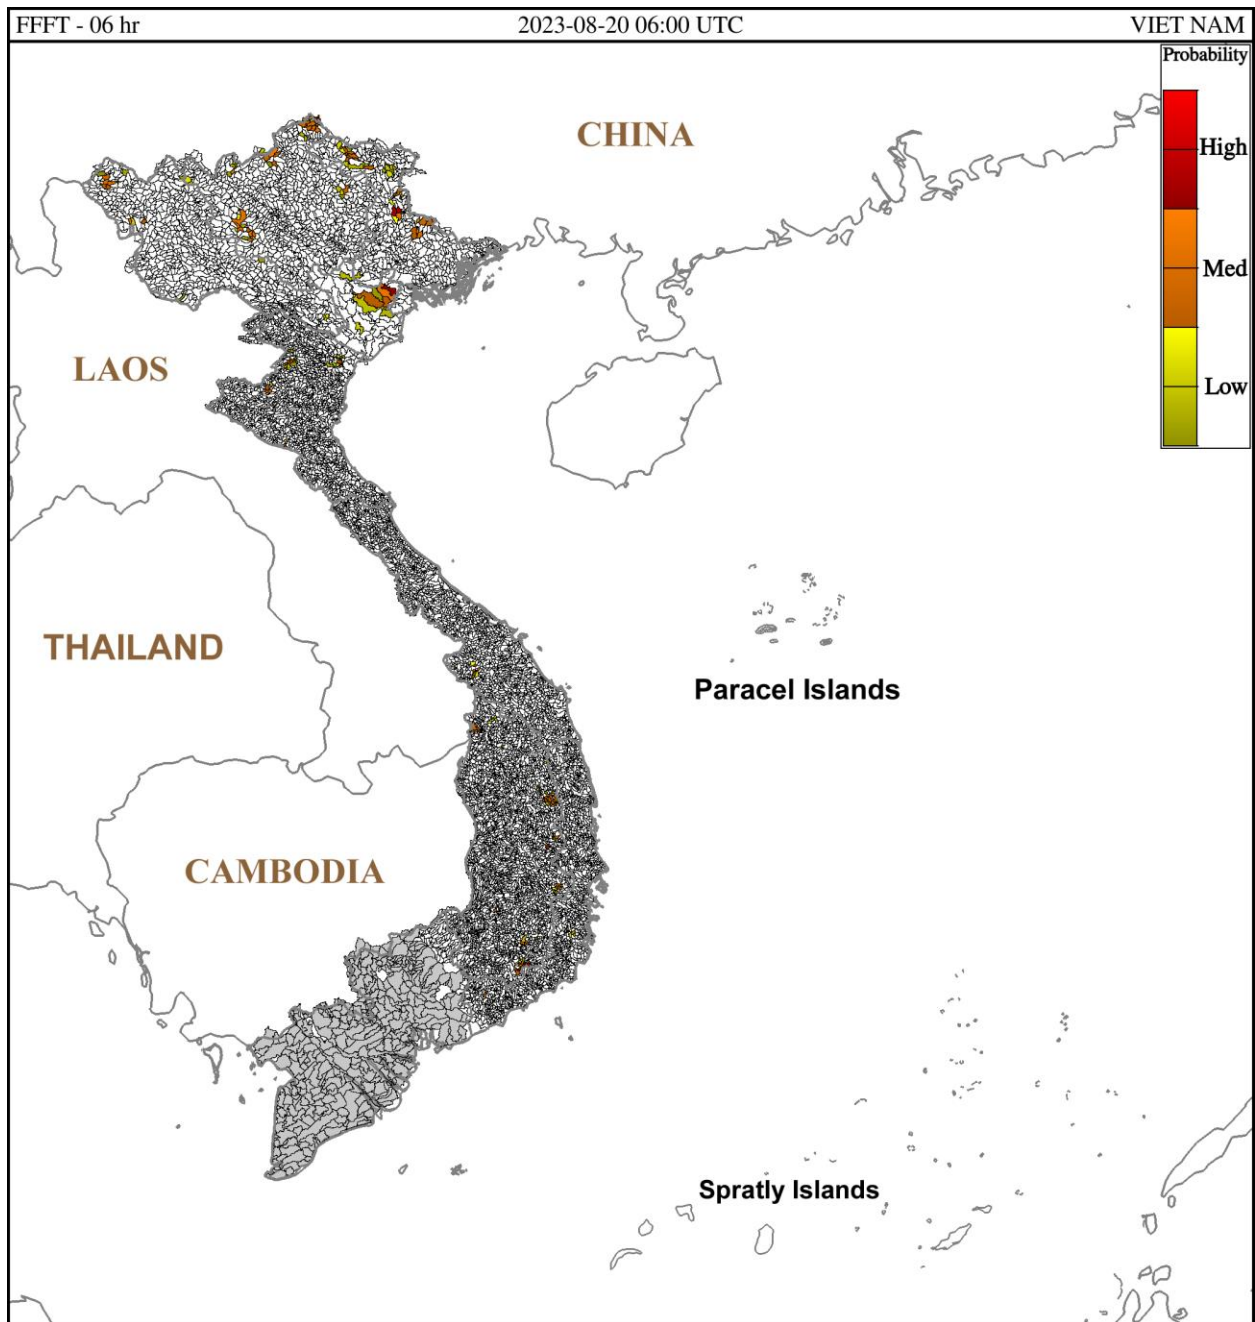 FFFT - 06 hr
2023-08-20 06:00 UTC
VIET NAM
Probability
CHINA
High
Med
LAOS
Low
THAILAND
Paracel Islands
CAMBODIA
Spratly Islands